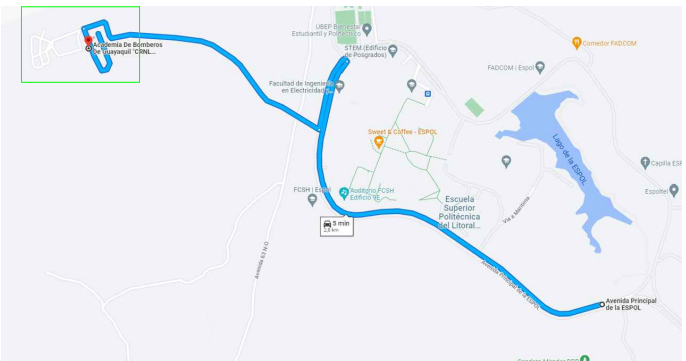 UBEP Bienestar
Estudiantil y Politécnico
STEM (Edificio
de Posgrados)
Academia De Bomberos
De Guayaquil "CRNL...
Comedor FADCOM
FADCOM | Espol
Facultad de Ingeniería
en Electricidad y...
Sweet & Coffee - ESPOL
Lago de la ESPOL
Capilla ESP
Espoltel
FCSH | Espol
Auditorio FCSH
Edificio 9E
Escuela
Superior
Politécnica
del Litoral...
Vía a Marítima
5 min
2,8 km
Avenida 63 N-O
Avenida Principal de la ESPOL
Avenida Principal
de la ESPOL